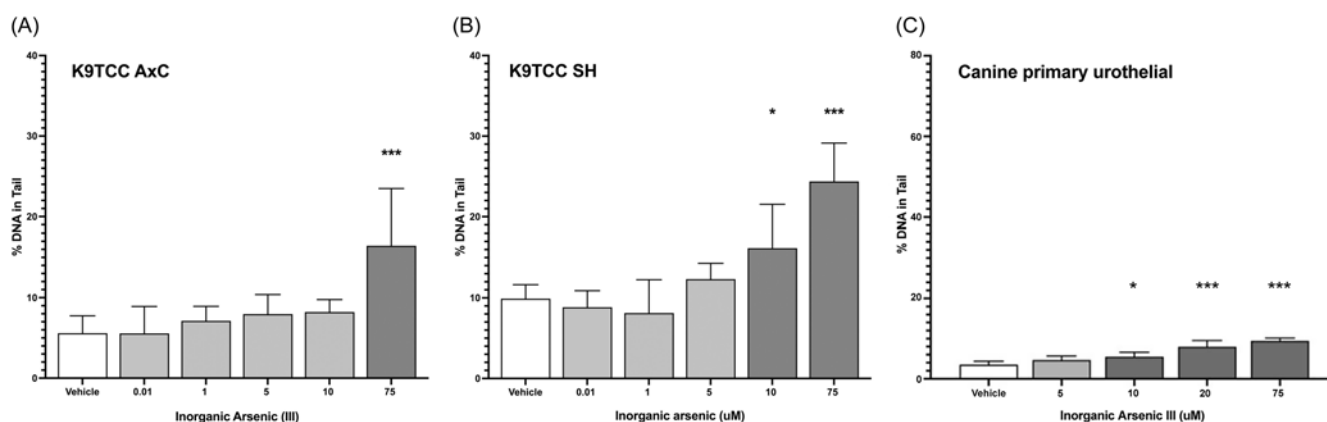 (A)
K9TCC AxC
% DNA in Tail
40
30
20
10
0
***
Vehicle 0.01 1 5 10 75
Inorganic Arsenic (III)
(B)
K9TCC SH
% DNA in Tail
40
30
20
10
0
*
***
Vehicle 0.01 1 5 10 75
Inorganic arsenic (uM)
(C)
Canine primary urothelial
% DNA in Tail
80
60
40
20
0
*
***
***
Vehicle 5 10 20 75
Inorganic Arsenic III (uM)